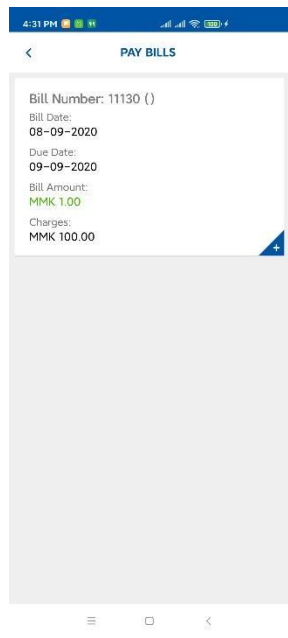 4:31 PM
100
PAY BILLS
Bill Number: 11130 ()
Bill Date:
08-09-2020
Due Date:
09-09-2020
Bill Amount:
MMK 1.00
Charges:
MMK 100.00
+